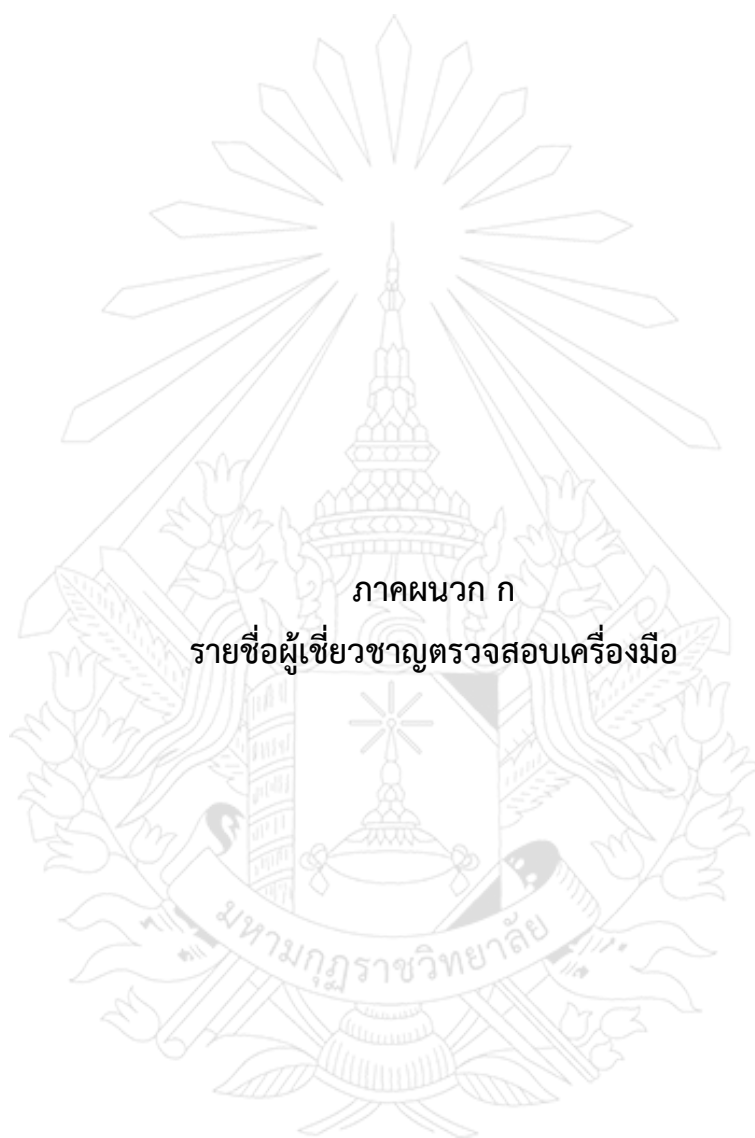 ภาคผนวก ก
รายชื่อผู้เชี่ยวชาญตรวจสอบเครื่องมือ
มหามกุฏราชวิทยาลัย